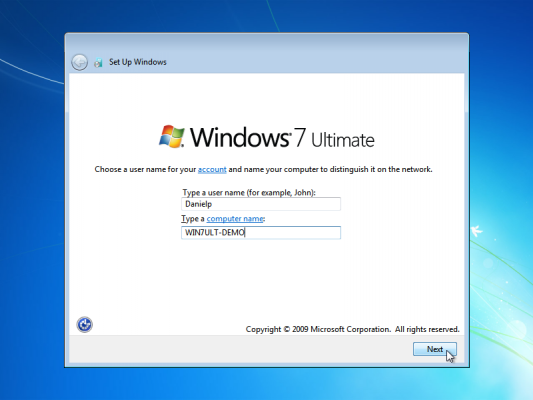 Set Up Windows
Windows 7 Ultimate
Choose a user name for your account and name your computer to distinguish it on the network.
Type a user name (for example, John):
Danielp
Type a computer name:
WIN7ULT-DEMO
Copyright © 2009 Microsoft Corporation. All rights reserved.
Next